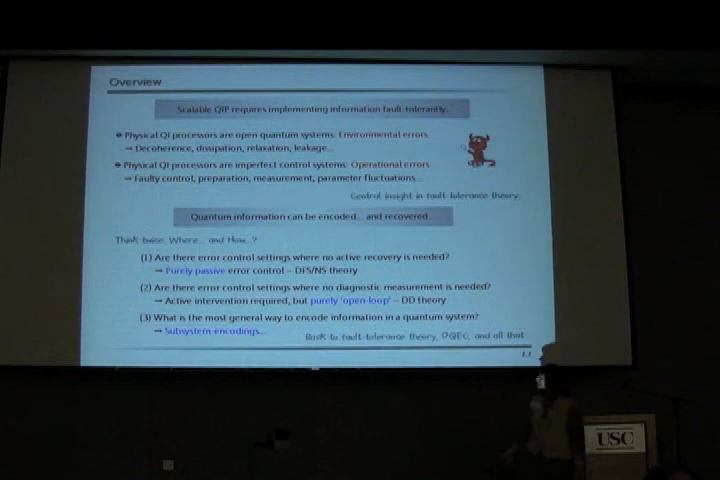 Overview
Scalable QIP requires implementing information fault-tolerantly.
Physical QI processors are open quantum systems: Environmental errors
→ Decoherence, dissipation, relaxation, leakage...
Physical QI processors are imperfect control systems: Operational errors
→ Faulty control, preparation, measurement, parameter fluctuations...
Central insight in fault-tolerance theory:
Quantum information can be encoded... and recovered...
Think twice: Where... and How...?
(1) Are there error control settings where no active recovery is needed?
→ Purely passive error control – DFS/NS theory
(2) Are there error control settings where no diagnostic measurement is needed?
→ Active intervention required, but purely 'open-loop' – DD theory
(3) What is the most general way to encode information in a quantum system?
→ Subsystem-encodings...
Back to fault-tolerance theory, OQEC, and all that
USC